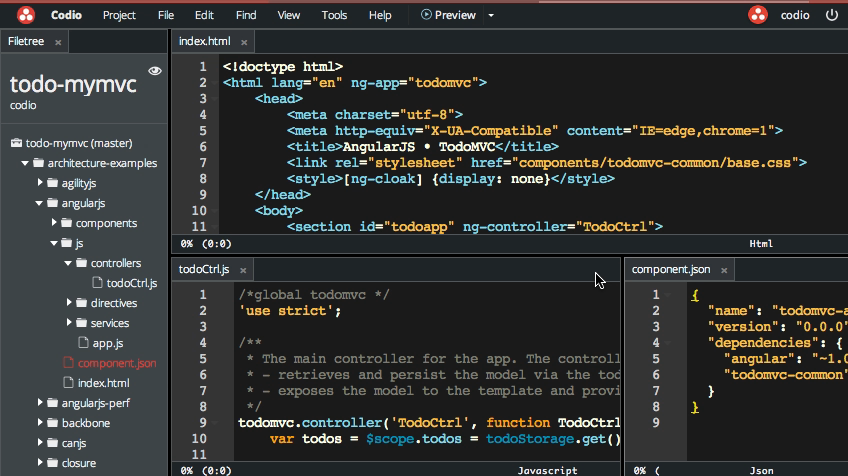 Codio Project File Edit Find View Tools Help Preview codio
Filetree ×
todo-mymvc
codio
todo-mymvc (master)
architecture-examples
agilityjs
angularjs
components
js
controllers
todoCtrl.js
directives
services
app.js
component.json
index.html
angularjs-perf
backbone
canjs
closure
index.html ×
1 <!doctype html>
2 <html lang="en" ng-app="todomvc">
3 <head>
4 <meta charset="utf-8">
5 <meta http-equiv="X-UA-Compatible" content="IE=edge,chrome=1">
6 <title>AngularJS • TodoMVC</title>
7 <link rel="stylesheet" href="components/todomvc-common/base.css">
8 <style>[ng-cloak] {display: none}</style>
9 </head>
10 <body>
11 <section id="todoapp" ng-controller="TodoCtrl">
0% (0:0) Html
todoCtrl.js ×
1 /*global todomvc */
2 'use strict';
3
4 /**
5 * The main controller for the app. The controll
6 * - retrieves and persist the model via the tod
7 * - exposes the model to the template and provi
8 */
9 todomvc.controller('TodoCtrl', function TodoCtrl
10 var todos = $scope.todos = todoStorage.get()
11
0% (0:0) Javascript
component.json ×
1 {
2 "name": "todomvc-a
3 "version": "0.0.0"
4 "dependencies": {
5 "angular": "~1.0
6 "todomvc-common"
7 }
8 }
9
0% ( Json